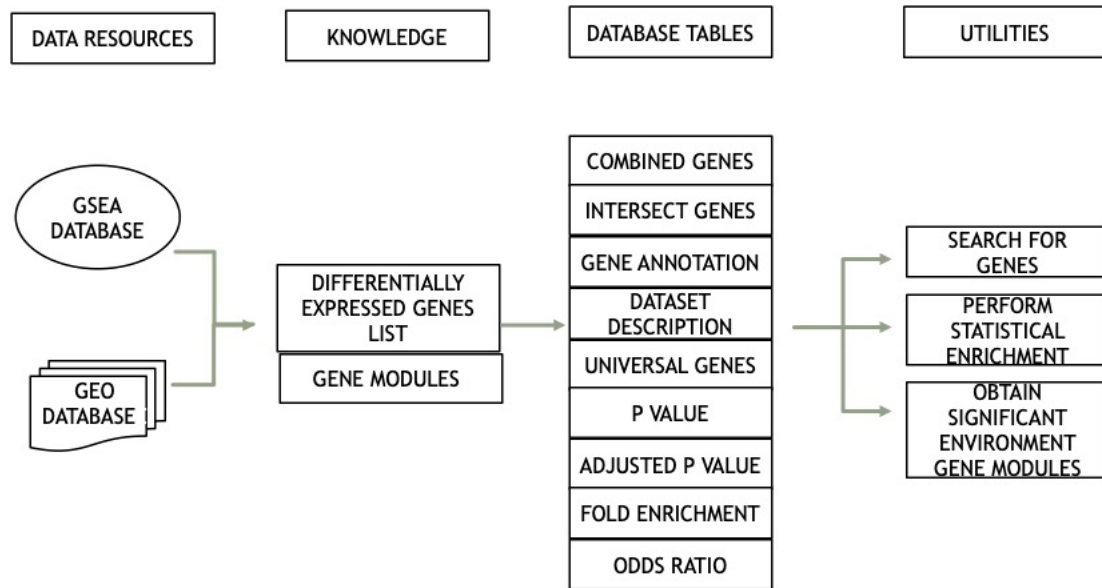 DATA RESOURCES
KNOWLEDGE
DATABASE TABLES
UTILITIES
GSEA
DATABASE
GEO
DATABASE
DIFFERENTIALLY
EXPRESSED GENES
LIST
GENE MODULES
COMBINED GENES
INTERSECT GENES
GENE ANNOTATION
DATASET
DESCRIPTION
UNIVERSAL GENES
P VALUE
ADJUSTED P VALUE
FOLD ENRICHMENT
ODDS RATIO
SEARCH FOR
GENES
PERFORM
STATISTICAL
ENRICHMENT
OBTAIN
SIGNIFICANT
ENVIRONMENT
GENE MODULES